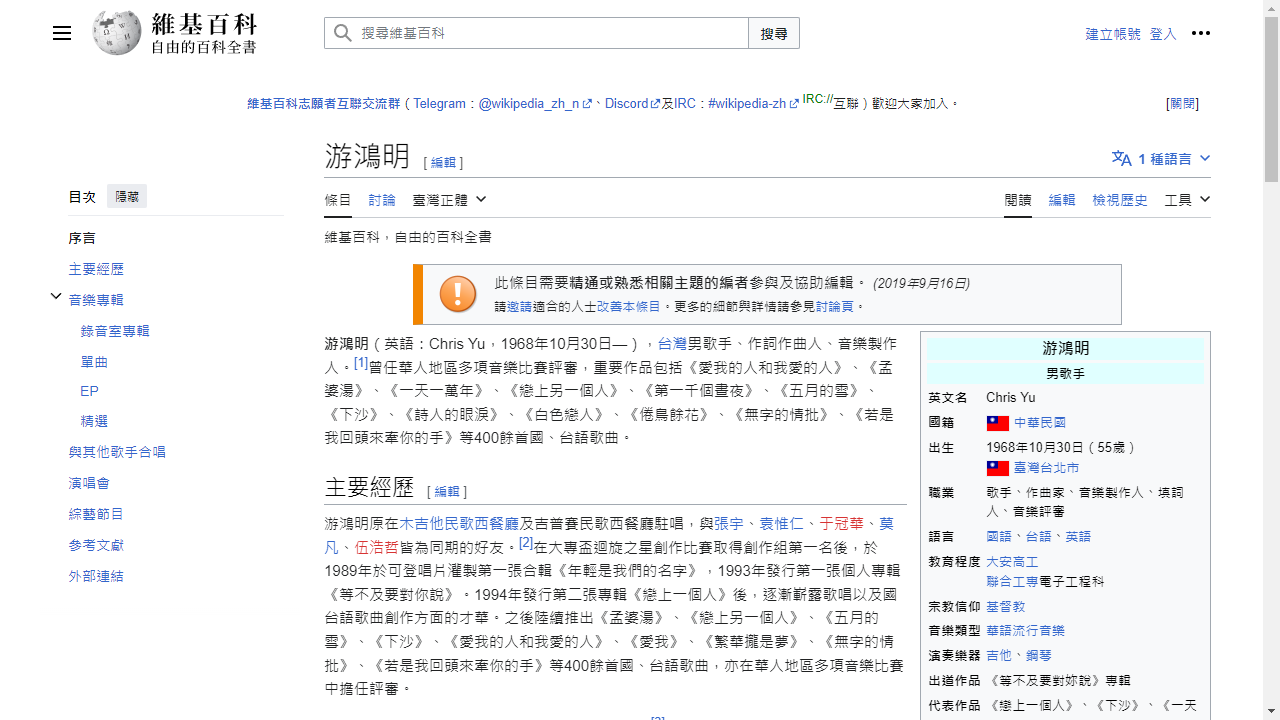 維基百科
自由的百科全書
搜尋維基百科
搜尋
建立帳號 登入
維基百科志願者互聯交流群（Telegram：@wikipedia_zh_n、Discord及IRC：#wikipedia-zh IRC://互聯）歡迎大家加入。
[關閉]
游鴻明 [編輯]
1 種語言
目次 隱藏
序言
主要經歷
音樂專輯
錄音室專輯
單曲
EP
精選
與其他歌手合唱
演唱會
綜藝節目
參考文獻
外部連結
條目 討論 臺灣正體
閱讀 編輯 檢視歷史 工具
維基百科，自由的百科全書
此條目需要精通或熟悉相關主題的編者參與及協助編輯。 (2019年9月16日)
請邀請適合的人士改善本條目。更多的細節與詳情請參見討論頁。
游鴻明（英語：Chris Yu，1968年10月30日—），台灣男歌手、作詞作曲人、音樂製作
人。[1]曾任華人地區多項音樂比賽評審，重要作品包括《愛我的人和我愛的人》、《孟
婆湯》、《一天一萬年》、《戀上另一個人》、《第一千個晝夜》、《五月的雪》、
《下沙》、《詩人的眼淚》、《白色戀人》、《倦鳥餘花》、《無字的情批》、《若是
我回頭來牽你的手》等400餘首國、台語歌曲。
主要經歷 [編輯]
游鴻明原在木吉他民歌西餐廳及吉普賽民歌西餐廳駐唱，與張宇、袁惟仁、于冠華、莫
凡、伍浩哲皆為同期的好友。[2]在大專盃迴旋之星創作比賽取得創作組第一名後，於
1989年於可登唱片灌製第一張合輯《年輕是我們的名字》，1993年發行第一張個人專輯
《等不及要對你說》。1994年發行第二張專輯《戀上一個人》後，逐漸嶄露歌唱以及國
台語歌曲創作方面的才華。之後陸續推出《孟婆湯》、《戀上另一個人》、《五月的
雪》、《下沙》、《愛我的人和我愛的人》、《愛我》、《繁華攏是夢》、《無字的情
批》、《若是我回頭來牽你的手》等400餘首國、台語歌曲，亦在華人地區多項音樂比賽
中擔任評審。
游鴻明
男歌手
英文名 Chris Yu
國籍 中華民國
出生 1968年10月30日（55歲）
臺灣台北市
職業 歌手、作曲家、音樂製作人、填詞
人、音樂評審
語言 國語、台語、英語
教育程度 大安高工
聯合工專電子工程科
宗教信仰 基督教
音樂類型 華語流行音樂
演奏樂器 吉他、鋼琴
出道作品 《等不及要對妳說》專輯
代表作品 《戀上一個人》、《下沙》、《一天